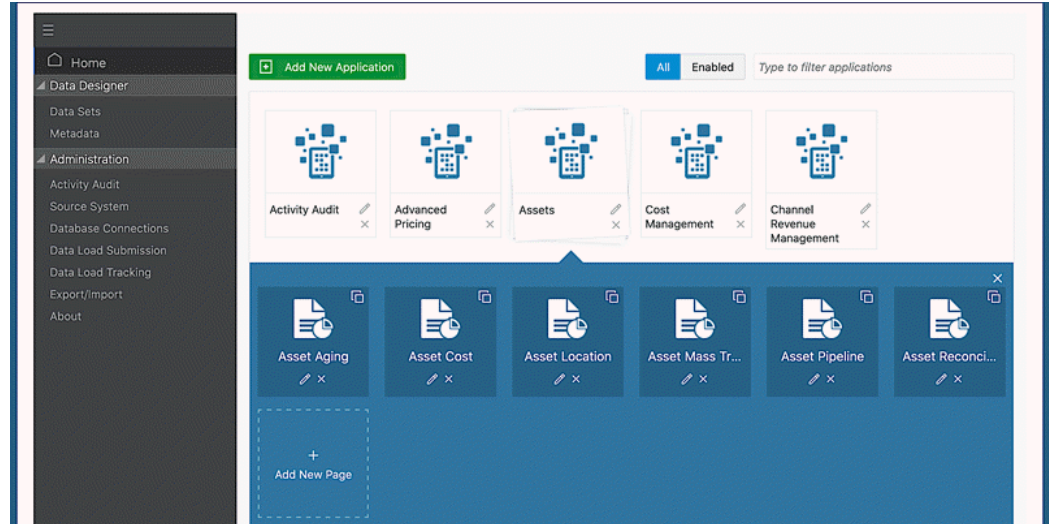 Home
Data Designer
Data Sets
Metadata
Administration
Activity Audit
Source System
Database Connections
Data Load Submission
Data Load Tracking
Export/Import
About
Add New Application
All
Enabled
Type to filter applications
Activity Audit
Advanced
Pricing
Assets
Cost
Management
Channel
Revenue
Management
Asset Aging
Asset Cost
Asset Location
Asset Mass Tr...
Asset Pipeline
Asset Reconci...
Add New Page